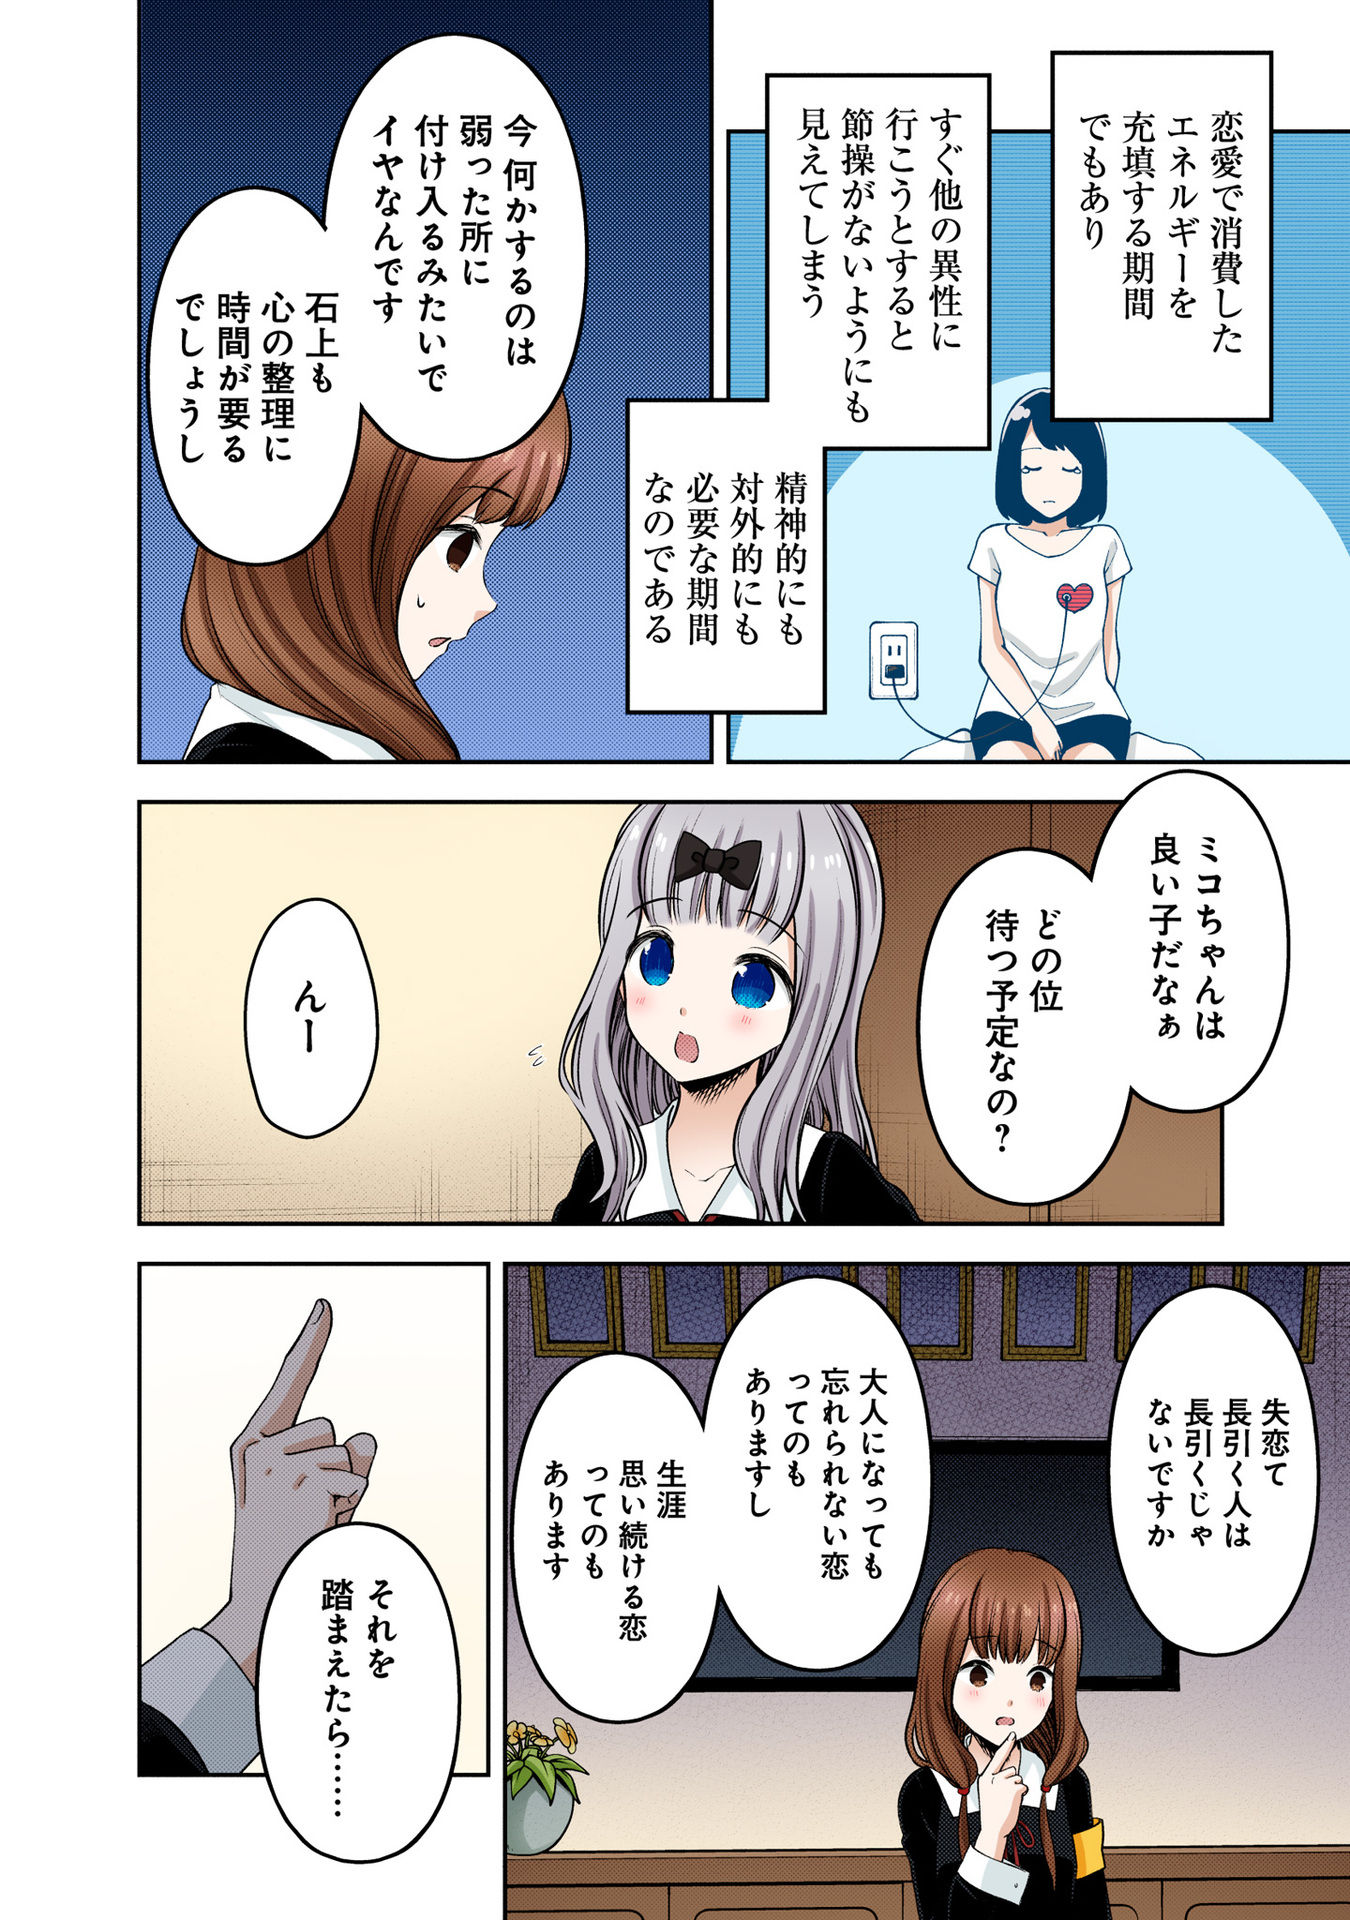 恋愛で消費した
エネルギーを
充填する期間
でもあり
すぐ他の異性に
行こうとすると
節操がないようにも
見えてしまう
精神的にも
対外的にも
必要な期間
なのである
今 何かするのは
弱った所に
付け入るみたいで
イヤなんです
石上も
心の整理に
時間が要る
でしょうし
ミコちゃんは
良い子だなぁ
どの位
待つ予定なの？
んー
失恋て
長引く人は
長引くじゃ
ないですか
大人になっても
忘れられない恋
ってのも
ありますし
生涯
思い続ける恋
ってのも
あります
それを
踏まえたら……